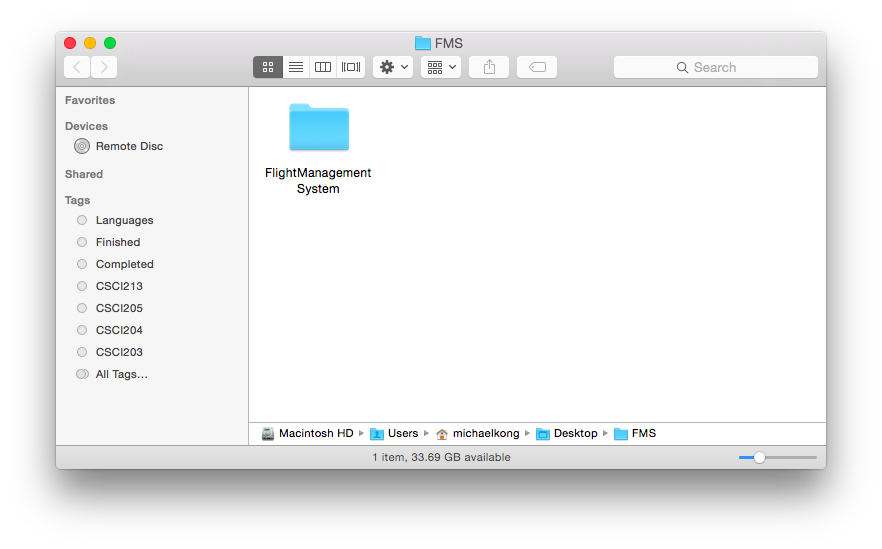 FMS
Search
Favorites
Devices
Remote Disc
Shared
Tags
Languages
Finished
Completed
CSCI213
CSCI205
CSCI204
CSCI203
All Tags...
FlightManagement
System
Macintosh HD Users michaelkong Desktop FMS
1 item, 33.69 GB available